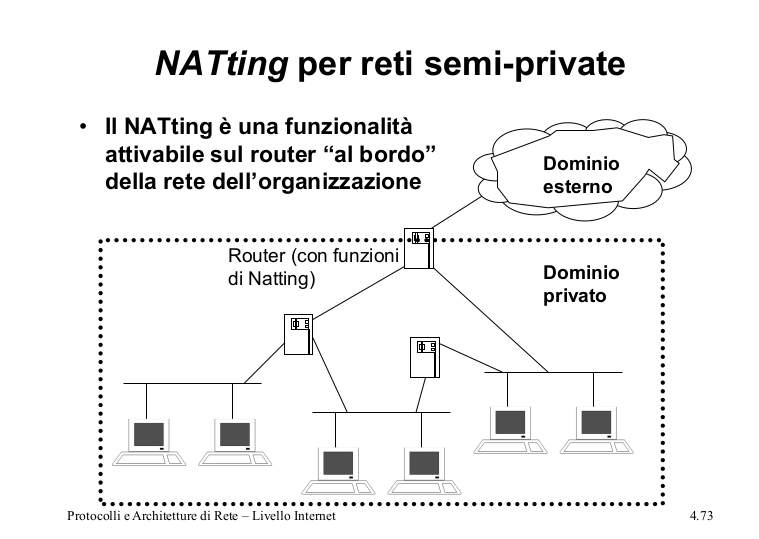 NATting per reti semi-private
• Il NATting è una funzionalità
attivabile sul router “al bordo”
della rete dell’organizzazione
Dominio
esterno
Router (con funzioni
di Natting)
Dominio
privato
Protocolli e Architetture di Rete – Livello Internet
4.73